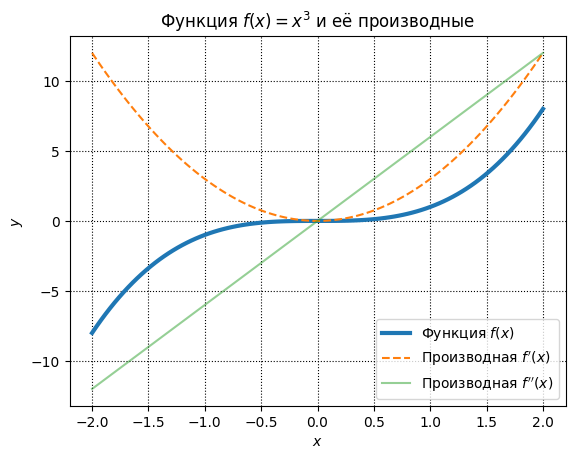 Функция f(x) = x³ и её производные
y
10
5
0
−5
−10
−2.0 −1.5 −1.0 −0.5 0.0 0.5 1.0 1.5 2.0
x
Функция f(x)
Производная f′(x)
Производная f′′(x)